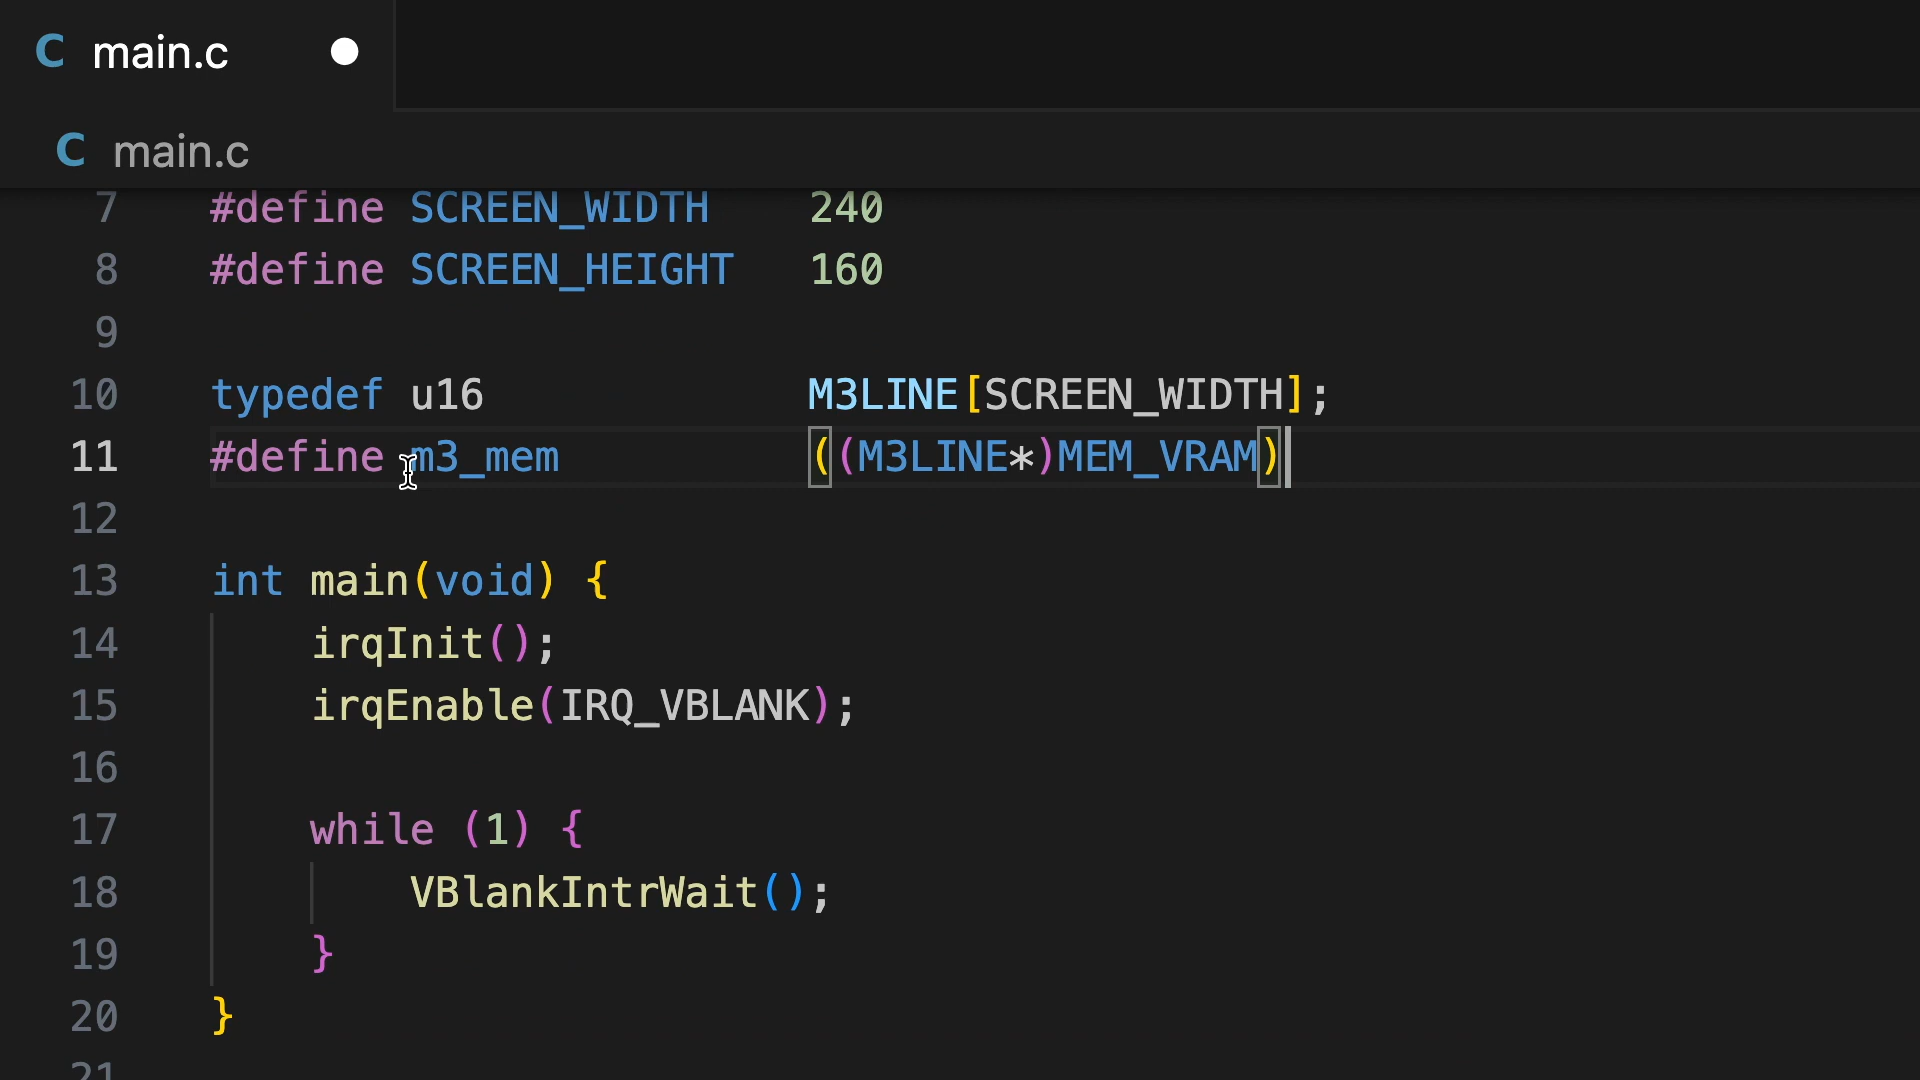 C main.c
C main.c
7 #define SCREEN_WIDTH 240
8 #define SCREEN_HEIGHT 160
9
10 typedef u16 M3LINE[SCREEN_WIDTH];
11 #define m3_mem ((M3LINE*)MEM_VRAM)
12
13 int main(void) {
14 irqInit();
15 irqEnable(IRQ_VBLANK);
16
17 while (1) {
18 VBlankIntrWait();
19 }
20 }
21